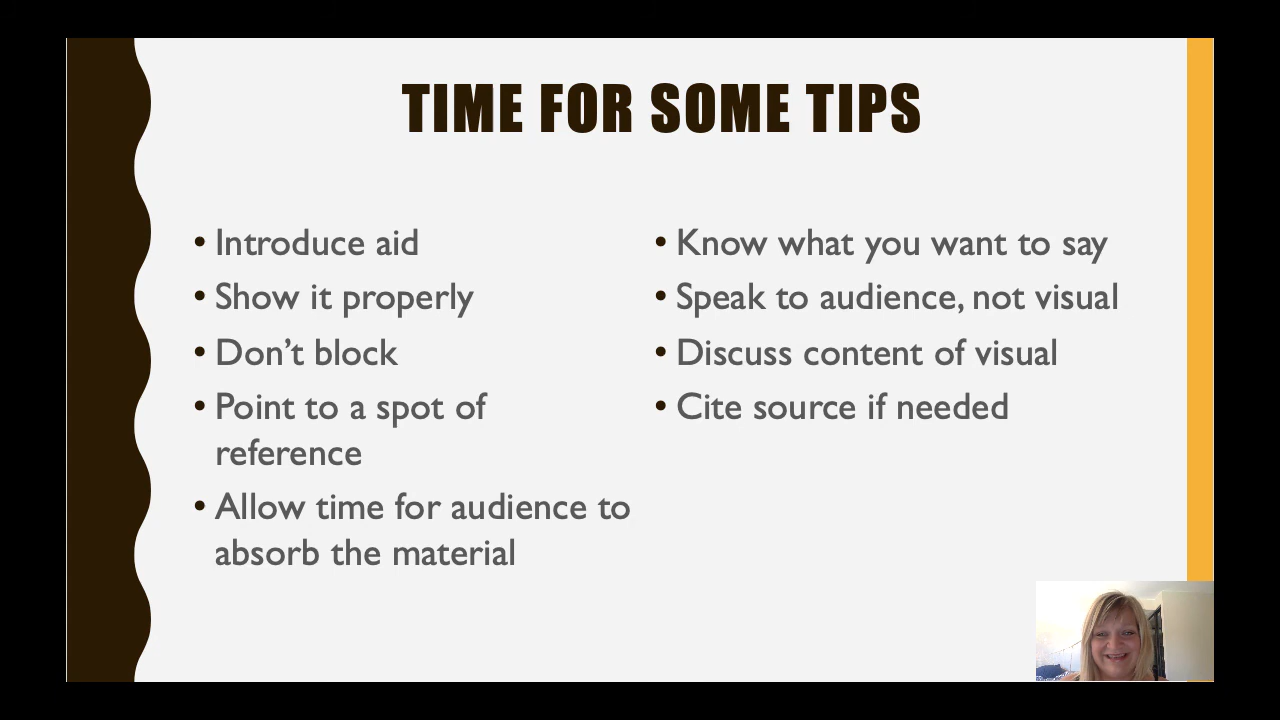 TIME FOR SOME TIPS
• Introduce aid
• Show it properly
• Don’t block
• Point to a spot of
reference
• Allow time for audience to
absorb the material
• Know what you want to say
• Speak to audience, not visual
• Discuss content of visual
• Cite source if needed